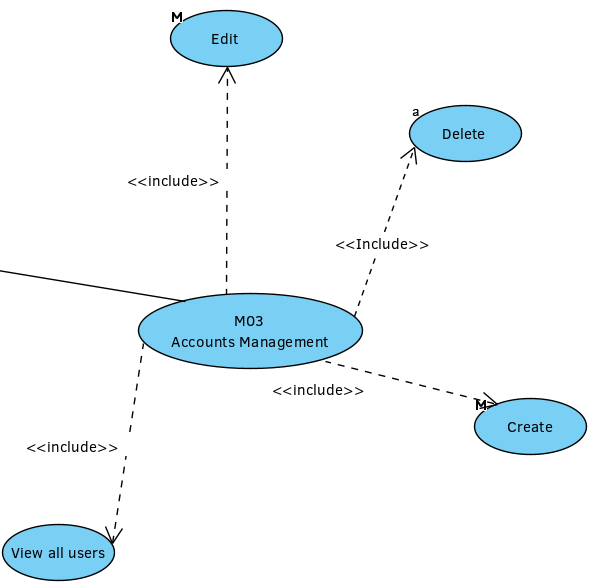 M
Edit
a
Delete
<<include>>
<<Include>>
M03
Accounts Management
<<include>>
M
Create
<<include>>
View all users